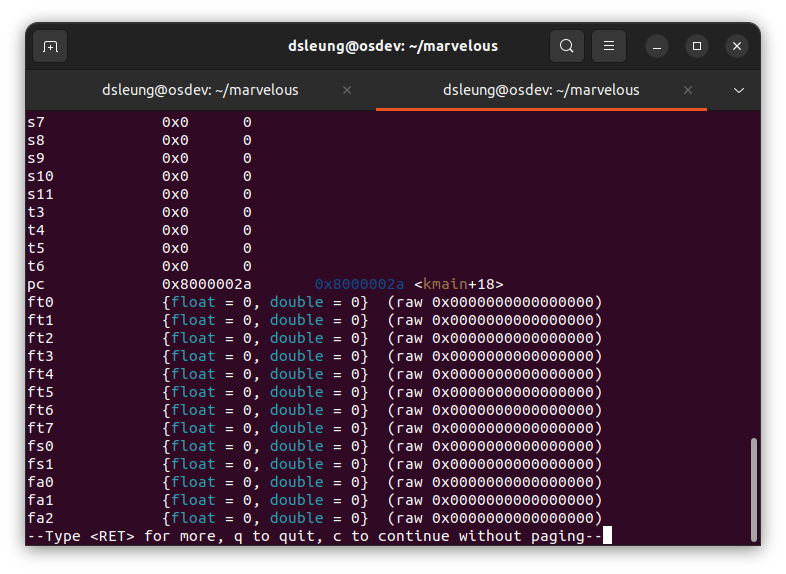 dsleung@osdev: ~/marvelous
dsleung@osdev: ~/marvelous dsleung@osdev: ~/marvelous
s7 0x0 0
s8 0x0 0
s9 0x0 0
s10 0x0 0
s11 0x0 0
t3 0x0 0
t4 0x0 0
t5 0x0 0
t6 0x0 0
pc 0x8000002a 0x8000002a <kmain+18>
ft0 {float = 0, double = 0} (raw 0x0000000000000000)
ft1 {float = 0, double = 0} (raw 0x0000000000000000)
ft2 {float = 0, double = 0} (raw 0x0000000000000000)
ft3 {float = 0, double = 0} (raw 0x0000000000000000)
ft4 {float = 0, double = 0} (raw 0x0000000000000000)
ft5 {float = 0, double = 0} (raw 0x0000000000000000)
ft6 {float = 0, double = 0} (raw 0x0000000000000000)
ft7 {float = 0, double = 0} (raw 0x0000000000000000)
fs0 {float = 0, double = 0} (raw 0x0000000000000000)
fs1 {float = 0, double = 0} (raw 0x0000000000000000)
fa0 {float = 0, double = 0} (raw 0x0000000000000000)
fa1 {float = 0, double = 0} (raw 0x0000000000000000)
fa2 {float = 0, double = 0} (raw 0x0000000000000000)
--Type <RET> for more, q to quit, c to continue without paging--